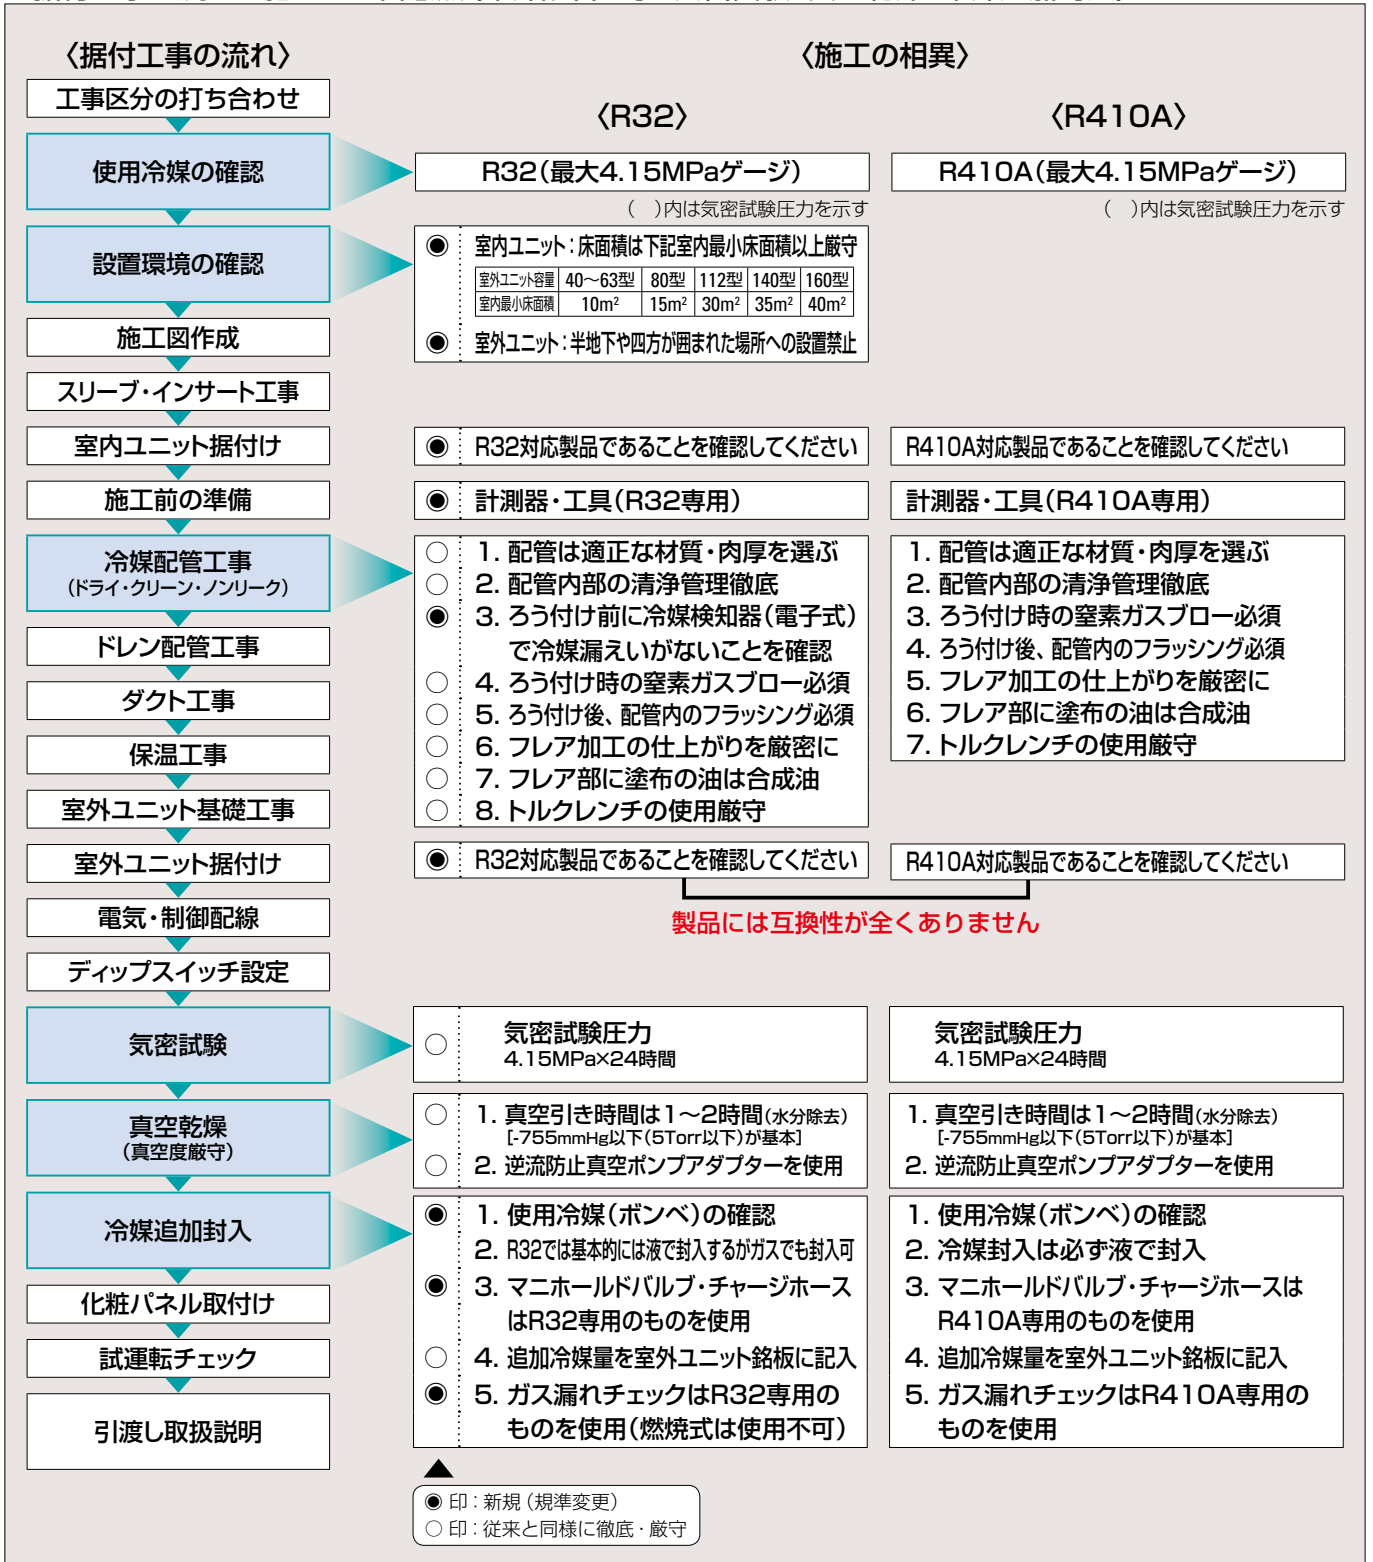 〈据付工事の流れ〉
〈施工の相異〉
工事区分の打ち合わせ
〈R32〉
〈R410A〉
使用冷媒の確認
R32(最大4.15MPaゲージ)
R410A(最大4.15MPaゲージ)
(　)内は気密試験圧力を示す
(　)内は気密試験圧力を示す
設置環境の確認
◉ 室内ユニット:床面積は下記室内最小床面積以上厳守
室外ユニット容量 40〜63型 80型 112型 140型 160型
室内最小床面積 10m² 15m² 30m² 35m² 40m²
◉ 室外ユニット:半地下や四方が囲まれた場所への設置禁止
施工図作成
スリーブ・インサート工事
室内ユニット据付け
◉ R32対応製品であることを確認してください
R410A対応製品であることを確認してください
施工前の準備
◉ 計測器・工具(R32専用)
計測器・工具(R410A専用)
冷媒配管工事
(ドライ・クリーン・ノンリーク)
○ 1. 配管は適正な材質・肉厚を選ぶ
○ 2. 配管内部の清浄管理徹底
◉ 3. ろう付け前に冷媒検知器(電子式)
で冷媒漏えいがないことを確認
○ 4. ろう付け時の窒素ガスブロー必須
○ 5. ろう付け後、配管内のフラッシング必須
○ 6. フレア加工の仕上がりを厳密に
○ 7. フレア部に塗布の油は合成油
○ 8. トルクレンチの使用厳守
1. 配管は適正な材質・肉厚を選ぶ
2. 配管内部の清浄管理徹底
3. ろう付け時の窒素ガスブロー必須
4. ろう付け後、配管内のフラッシング必須
5. フレア加工の仕上がりを厳密に
6. フレア部に塗布の油は合成油
7. トルクレンチの使用厳守
ドレン配管工事
ダクト工事
保温工事
室外ユニット基礎工事
室外ユニット据付け
◉ R32対応製品であることを確認してください
R410A対応製品であることを確認してください
製品には互換性が全くありません
電気・制御配線
ディップスイッチ設定
気密試験
○ 気密試験圧力
4.15MPa×24時間
気密試験圧力
4.15MPa×24時間
真空乾燥
(真空度厳守)
○ 1. 真空引き時間は1〜2時間(水分除去)
[-755mmHg以下(5Torr以下)が基本]
○ 2. 逆流防止真空ポンプアダプターを使用
1. 真空引き時間は1〜2時間(水分除去)
[-755mmHg以下(5Torr以下)が基本]
2. 逆流防止真空ポンプアダプターを使用
冷媒追加封入
◉ 1. 使用冷媒(ボンベ)の確認
2. R32では基本的には液で封入するがガスでも封入可
◉ 3. マニホールドバルブ・チャージホース
はR32専用のものを使用
○ 4. 追加冷媒量を室外ユニット銘板に記入
◉ 5. ガス漏れチェックはR32専用の
ものを使用(燃焼式は使用不可)
1. 使用冷媒(ボンベ)の確認
2. 冷媒封入は必ず液で封入
3. マニホールドバルブ・チャージホースは
R410A専用のものを使用
4. 追加冷媒量を室外ユニット銘板に記入
5. ガス漏れチェックはR410A専用の
ものを使用
化粧パネル取付け
試運転チェック
引渡し取扱説明
◉ 印:新規(規準変更)
○ 印:従来と同様に徹底・厳守